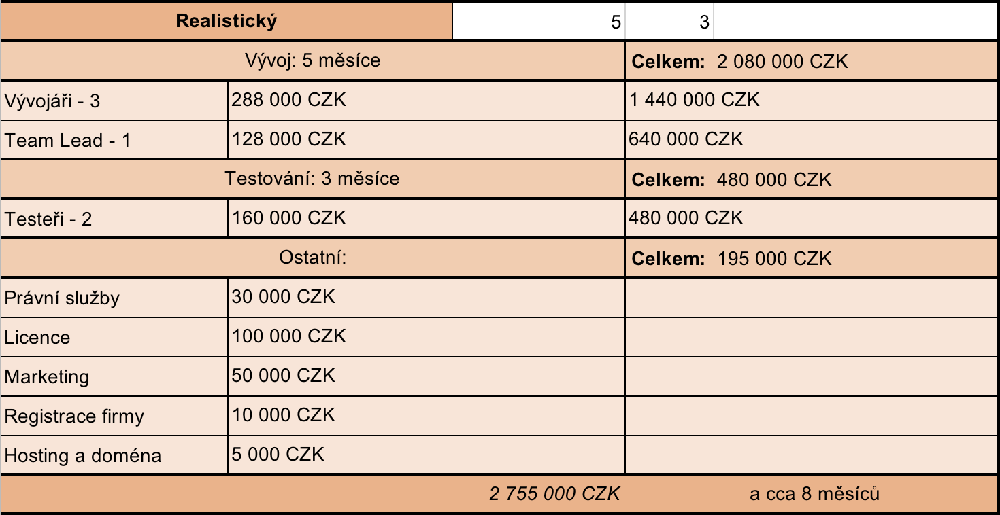 Realistický 5 3
Vývoj: 5 měsíce Celkem: 2 080 000 CZK
Vývojáři - 3 288 000 CZK 1 440 000 CZK
Team Lead - 1 128 000 CZK 640 000 CZK
Testování: 3 měsíce Celkem: 480 000 CZK
Testeři - 2 160 000 CZK 480 000 CZK
Ostatní: Celkem: 195 000 CZK
Právní služby 30 000 CZK
Licence 100 000 CZK
Marketing 50 000 CZK
Registrace firmy 10 000 CZK
Hosting a doména 5 000 CZK
2 755 000 CZK a cca 8 měsíců